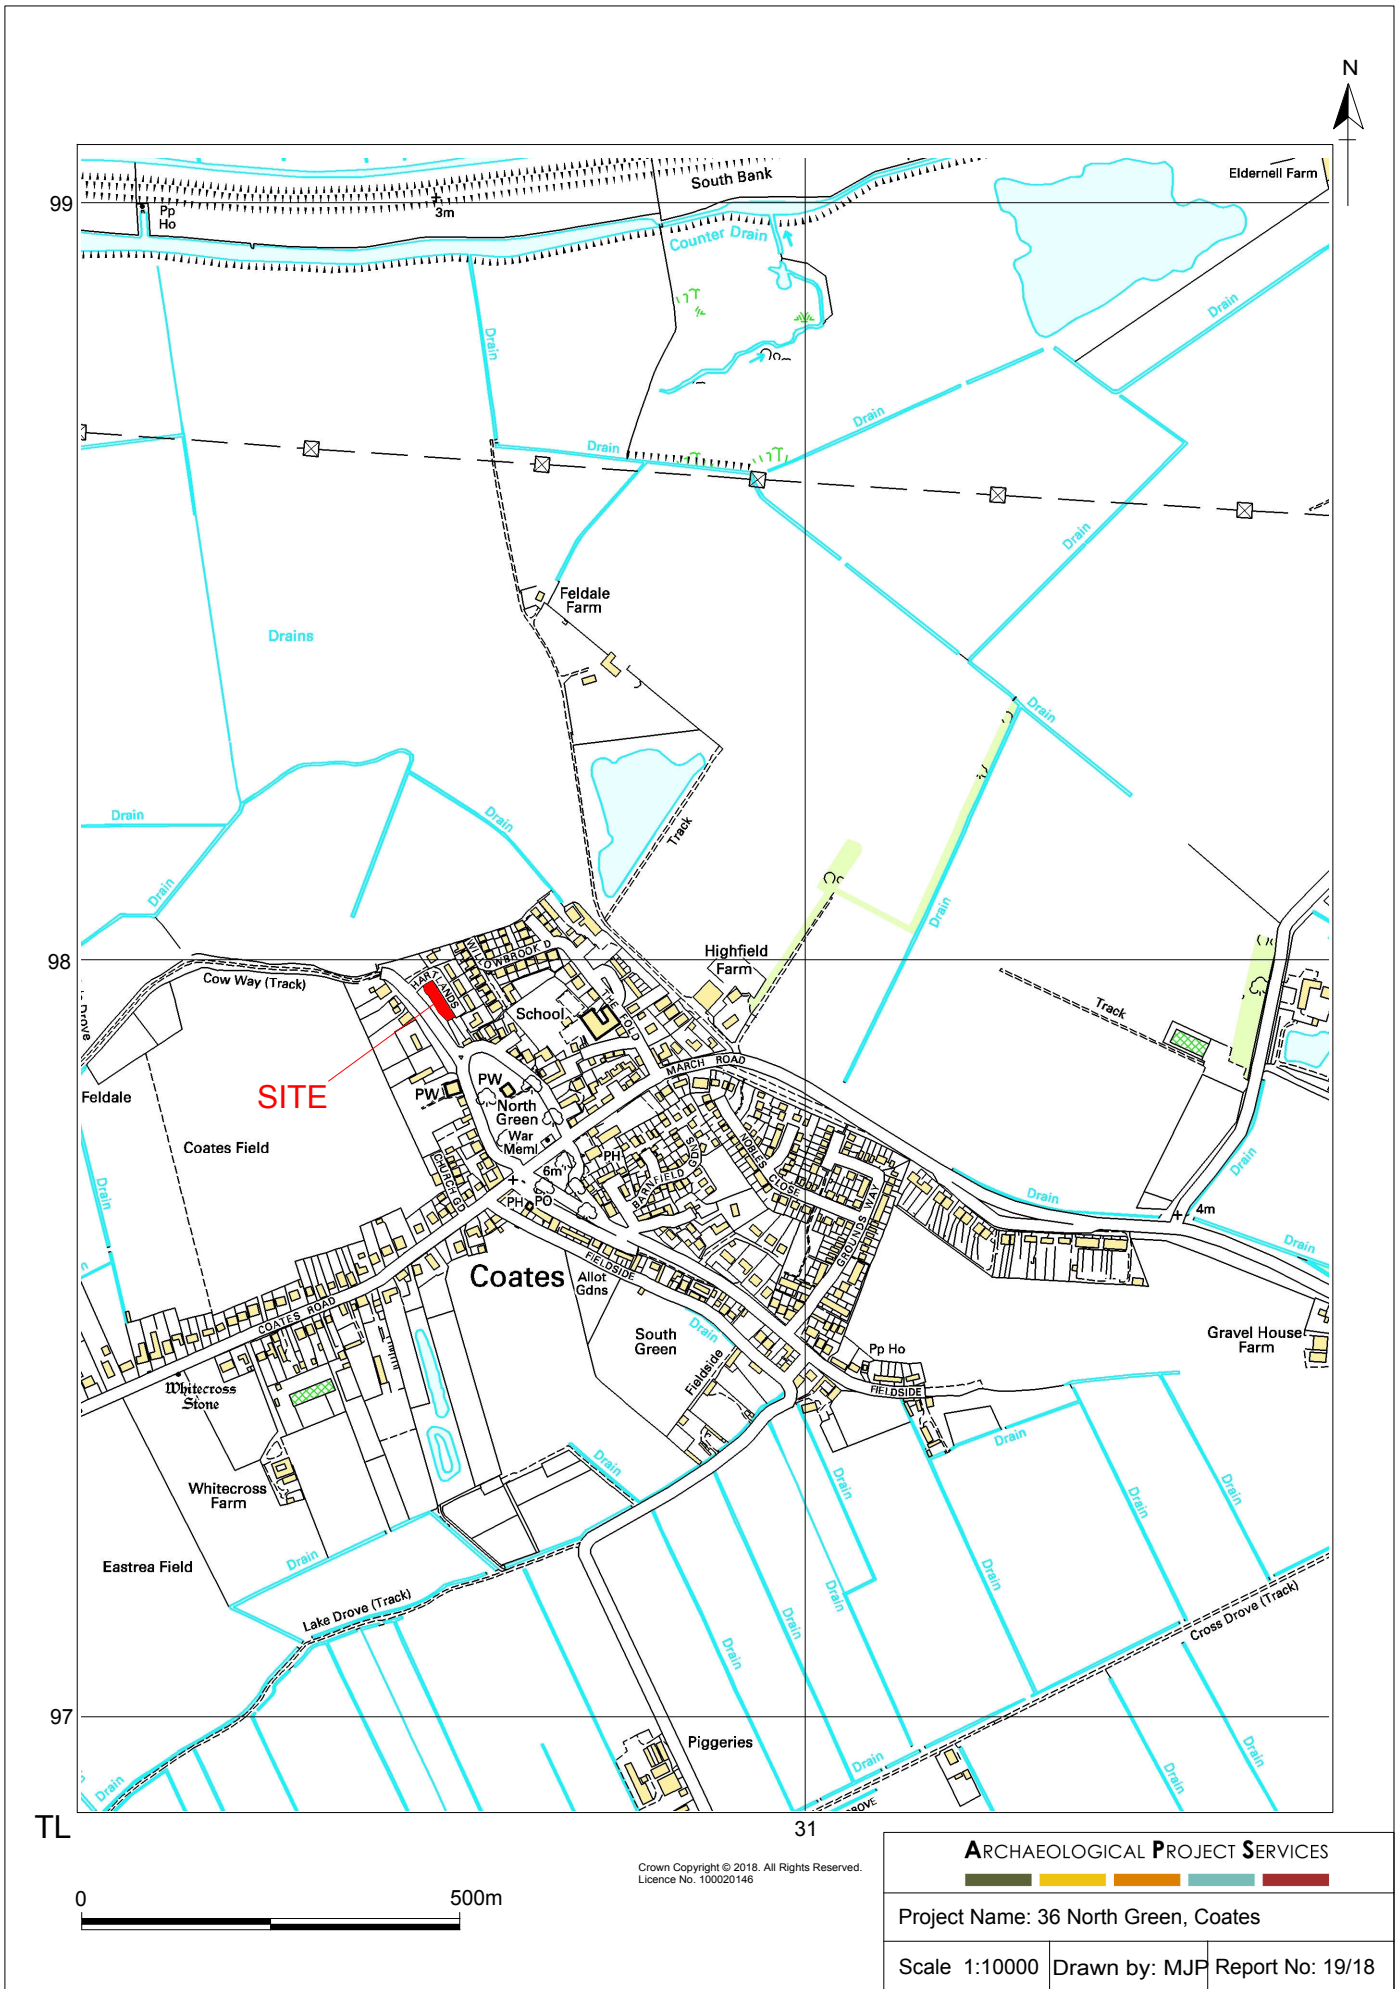 N
South Bank
Eldernell Farm
99
Pp
Ho
3m
Counter Drain
Drain
Drain
Drain
Drain
Drain
Feldale
Farm
Drains
Drain
Drain
Drain
Track
Drain
Drain
Highfield
Farm
98
Cow Way (Track)
HARTLANDS
WILLOWBROOK D
THE FOLD
School
Track
Drove
SITE
MARCH ROAD
PW
PW
North
Green
War
Meml
Feldale
Coates Field
CHURCH GD
6m
PH
BARNFIELD GDNS
NOBLES CLOSE
GROUNDS WAY
PH
PO
Drain
Drain
Drain
4m
Drain
FIELDSIDE
Coates
Allot
Gdns
COATES ROAD
South
Green
Drain
Gravel House
Farm
Pp Ho
Fieldside
FIELDSIDE
Whitecross
Stone
Drain
Drain
Whitecross
Farm
Drain
Drain
Drain
Eastrea Field
Drain
Drain
Lake Drove (Track)
Drain
Drain
Cross Drove (Track)
Drain
97
Piggeries
Drain
Drain
Drain
Drain
TL
31
Crown Copyright © 2018. All Rights Reserved.
Licence No. 100020146
0 500m
ARCHAEOLOGICAL PROJECT SERVICES
Project Name: 36 North Green, Coates
Scale 1:10000 Drawn by: MJP Report No: 19/18